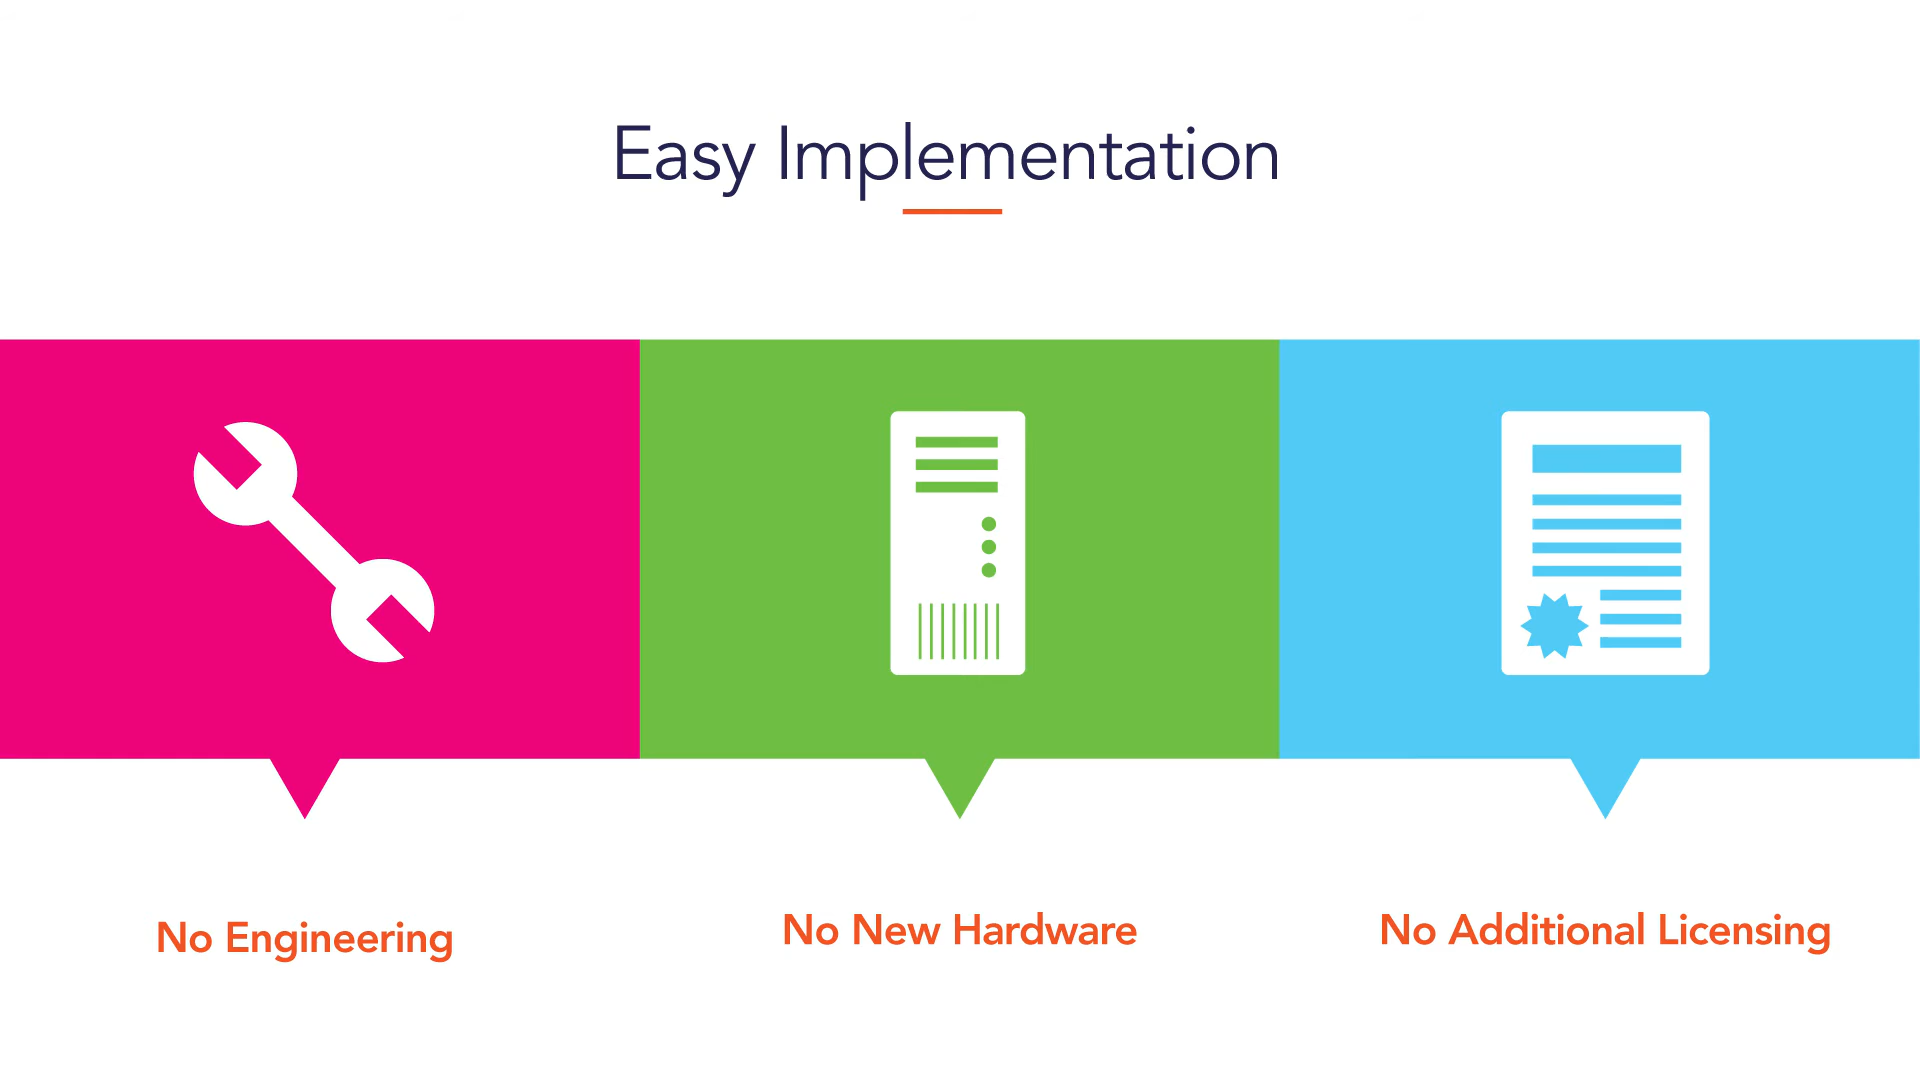 Easy Implementation
No Engineering
No New Hardware
No Additional Licensing